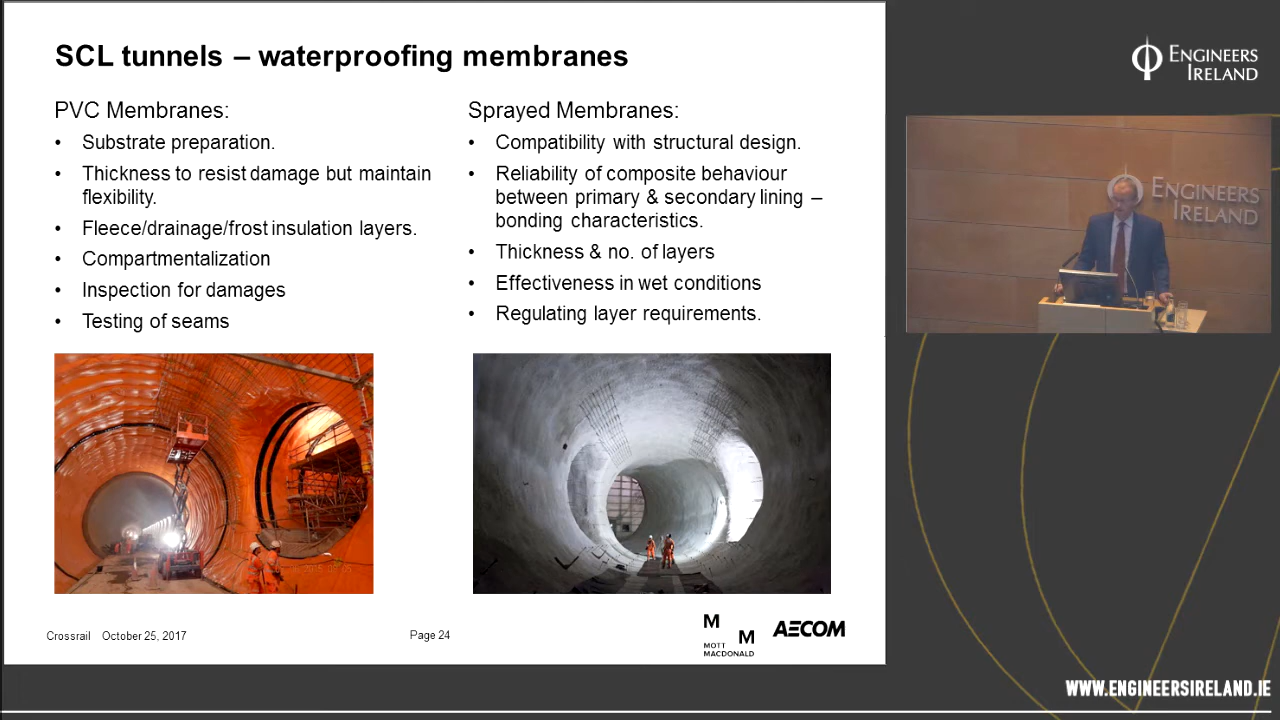 SCL tunnels – waterproofing membranes
PVC Membranes:
• Substrate preparation.
• Thickness to resist damage but maintain
flexibility.
• Fleece/drainage/frost insulation layers.
• Compartmentalization
• Inspection for damages
• Testing of seams
Sprayed Membranes:
• Compatibility with structural design.
• Reliability of composite behaviour
between primary & secondary lining –
bonding characteristics.
• Thickness & no. of layers
• Effectiveness in wet conditions
• Regulating layer requirements.
Crossrail October 25, 2017
Page 24
M
M
MOTT
MACDONALD
AECOM
ENGINEERS
IRELAND
ENGINEERS
IRELAND
WWW.ENGINEERSIRELAND.IE